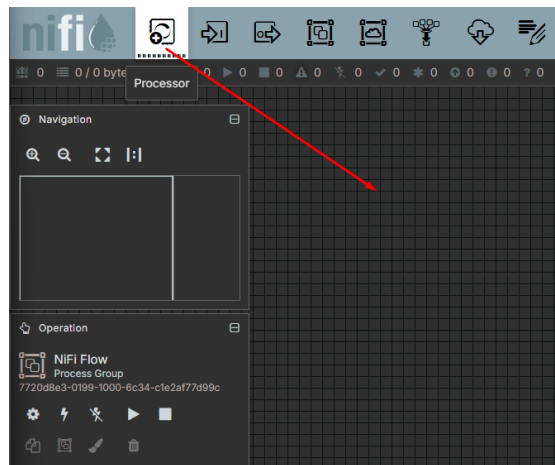 nifi
0 0 / 0 byte 0 0 0 0 0 0 0 0 0 0
Processor
Navigation
Operation
NiFi Flow
Process Group
7720d8e3-0199-1000-6c34-c1e2af77d99c